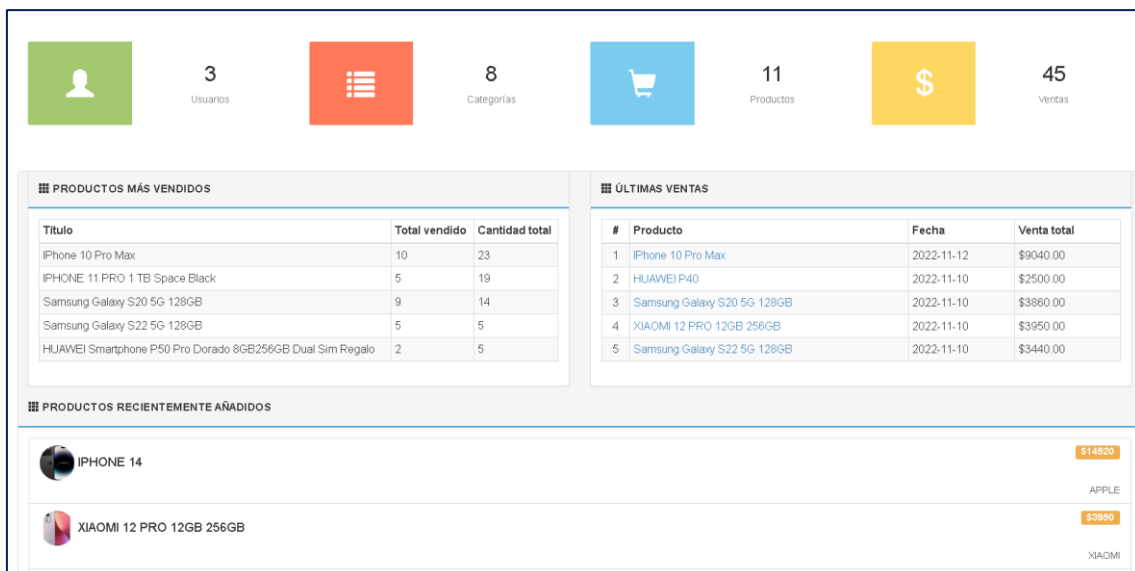 3
Usuarios
8
Categorías
11
Productos
$
45
Ventas
PRODUCTOS MÁS VENDIDOS
Título Total vendido Cantidad total
IPhone 10 Pro Max 10 23
IPHONE 11 PRO 1 TB Space Black 5 19
Samsung Galaxy S20 5G 128GB 9 14
Samsung Galaxy S22 5G 128GB 5 5
HUAWEI Smartphone P50 Pro Dorado 8GB256GB Dual Sim Regalo 2 5
ÚLTIMAS VENTAS
# Producto Fecha Venta total
1 IPhone 10 Pro Max 2022-11-12 $9040.00
2 HUAWEI P40 2022-11-10 $2500.00
3 Samsung Galaxy S20 5G 128GB 2022-11-10 $3860.00
4 XIAOMI 12 PRO 12GB 256GB 2022-11-10 $3950.00
5 Samsung Galaxy S22 5G 128GB 2022-11-10 $3440.00
PRODUCTOS RECIENTEMENTE AÑADIDOS
IPHONE 14 $14520
APPLE
XIAOMI 12 PRO 12GB 256GB $3950
XIAOMI